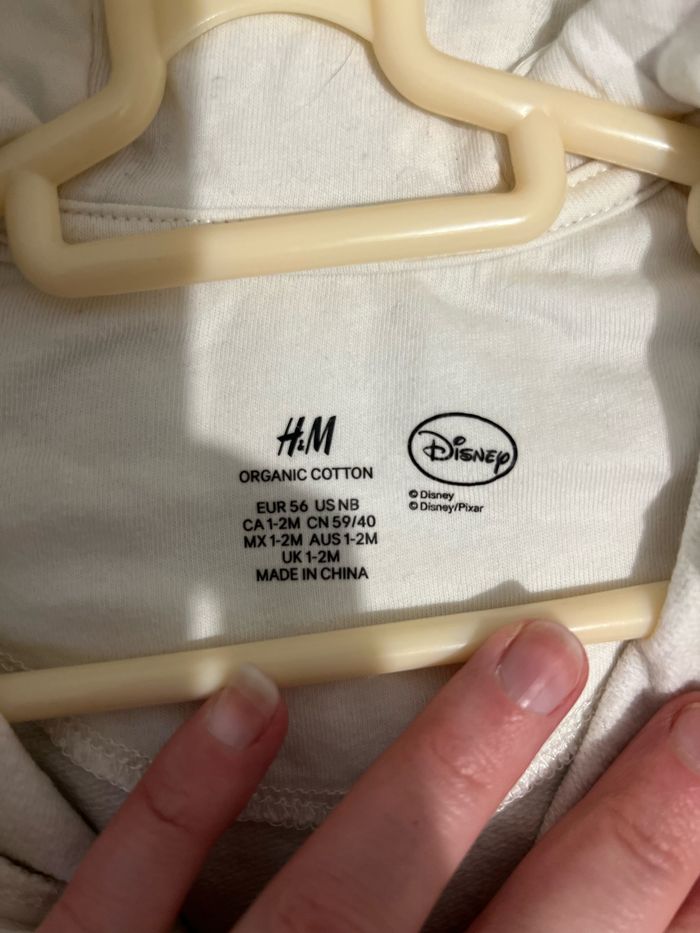 H&M
ORGANIC COTTON
EUR 56 US NB
CA 1-2M CN 59/40
MX 1-2M AUS 1-2M
UK 1-2M
MADE IN CHINA
Disney
© Disney
© Disney/Pixar